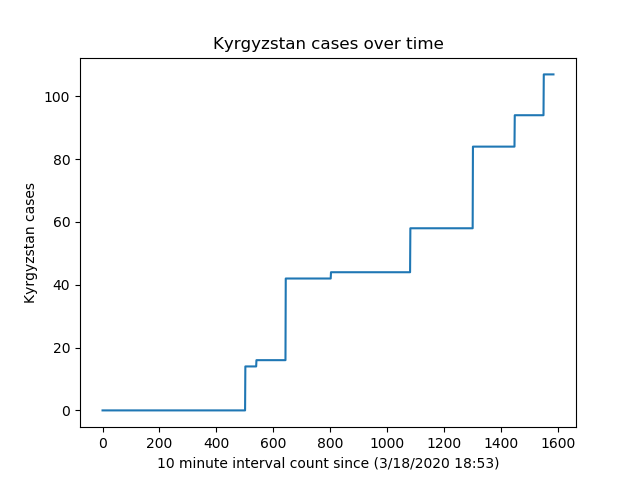 Kyrgyzstan cases over time
Kyrgyzstan cases
100
80
60
40
20
0
0 200 400 600 800 1000 1200 1400 1600
10 minute interval count since (3/18/2020 18:53)